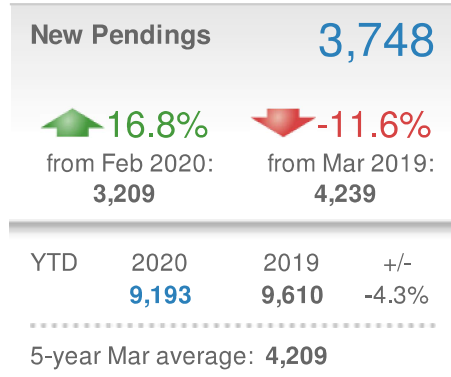 New Pendings 3,748
16.8% -11.6%
from Feb 2020: from Mar 2019:
3,209 4,239
YTD 2020 2019 +/-
9,193 9,610 -4.3%
5-year Mar average: 4,209